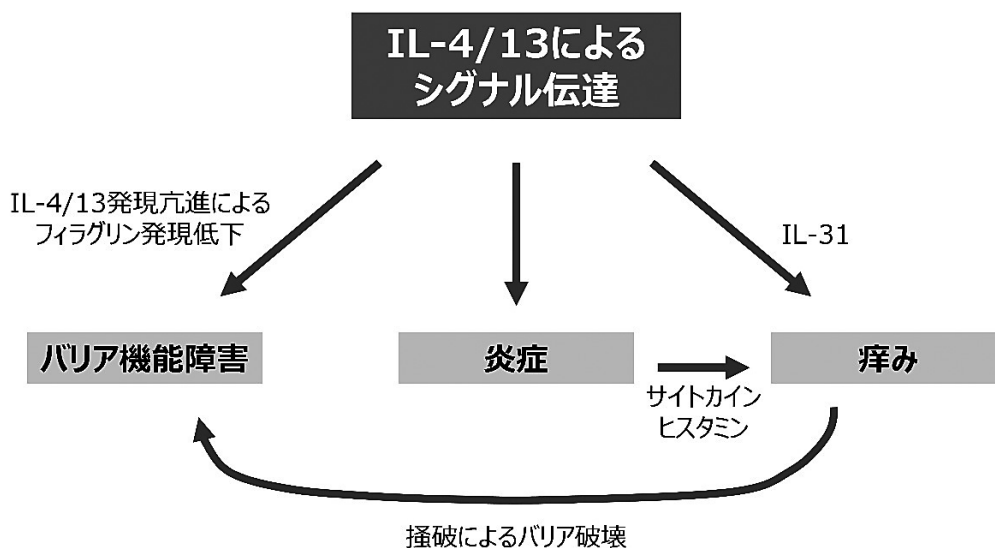 IL-4/13による
シグナル伝達
IL-4/13発現亢進による
フィラグリン発現低下
IL-31
バリア機能障害
炎症
痒み
サイトカイン
ヒスタミン
掻破によるバリア破壊